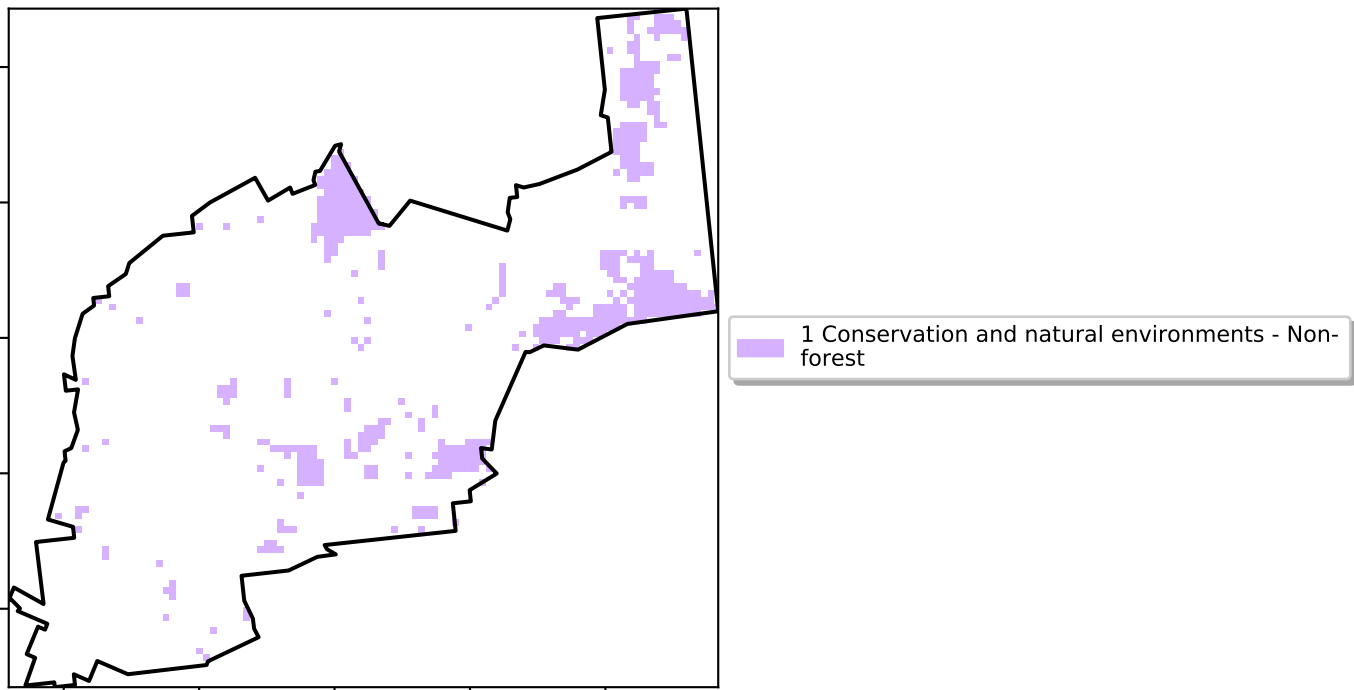 1 Conservation and natural environments - Non-
forest